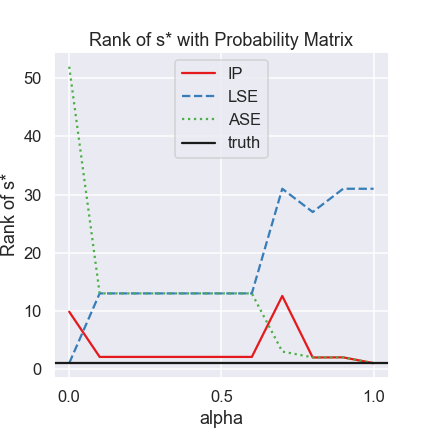 Rank of s* with Probability Matrix
IP
LSE
ASE
truth
Rank of s*
50
40
30
20
10
0
0.0
0.5
1.0
alpha